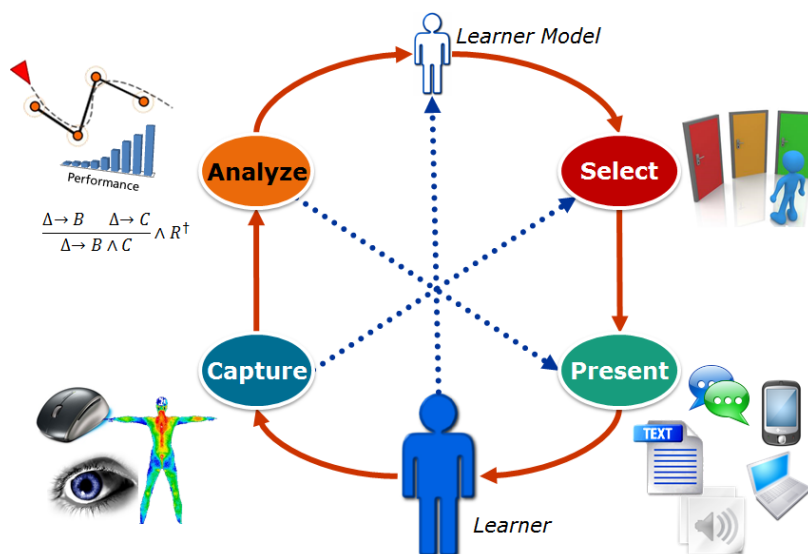 Learner Model
Analyze
Select
Performance
Δ→ B Δ→ C
Δ→ B ∧ C
∧ R†
Capture
Present
TEXT
Learner